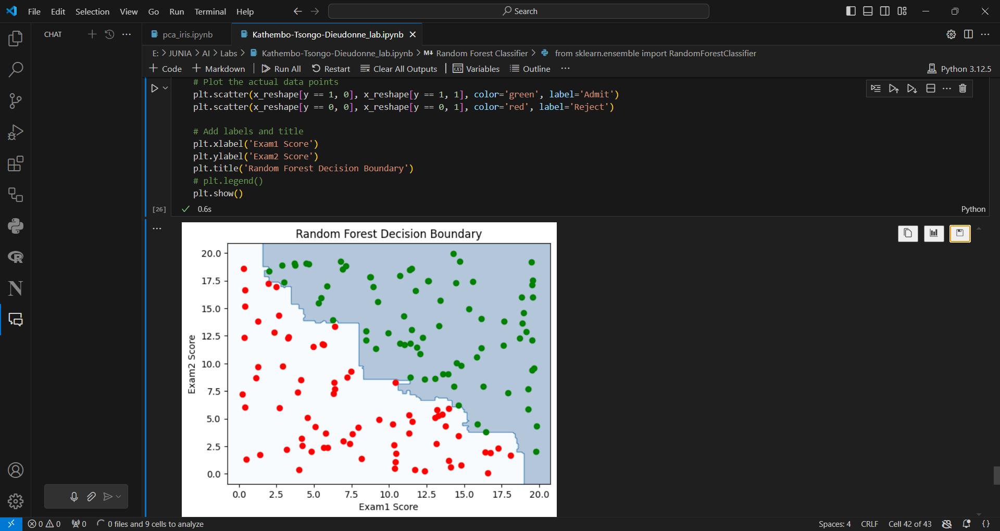 File Edit Selection View Go Run Terminal Help
Search
CHAT
pca_iris.ipynb
Kathembo-Tsongo-Dieudonne_lab.ipynb
E: > JUNIA > AI > Labs > Kathembo-Tsongo-Dieudonne_lab.ipynb > M↓ Random Forest Classifier > from sklearn.ensemble import RandomForestClassifier
+ Code + Markdown Run All Restart Clear All Outputs Variables Outline ...
Python 3.12.5
# Plot the actual data points
plt.scatter(x_reshape[y == 1, 0], x_reshape[y == 1, 1], color='green', label='Admit')
plt.scatter(x_reshape[y == 0, 0], x_reshape[y == 0, 1], color='red', label='Reject')
# Add labels and title
plt.xlabel('Exam1 Score')
plt.ylabel('Exam2 Score')
plt.title('Random Forest Decision Boundary')
# plt.legend()
plt.show()
[26]
0.6s
Python
Random Forest Decision Boundary
20.0
17.5
15.0
12.5
10.0
7.5
5.0
2.5
0.0
Exam2 Score
0.0 2.5 5.0 7.5 10.0 12.5 15.0 17.5 20.0
Exam1 Score
0 0 0 0 files and 9 cells to analyze
Spaces: 4 CRLF Cell 42 of 43 {}